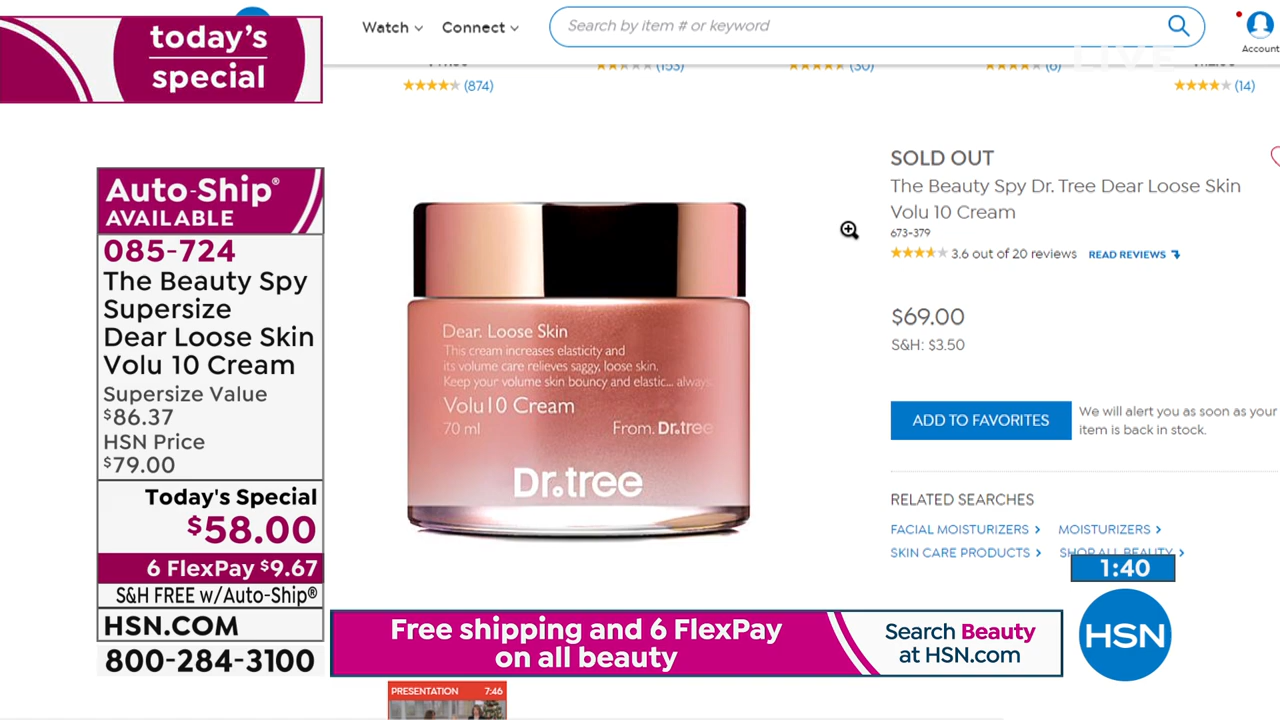 today's
special
Watch
Connect
Search by item # or keyword
Account
LIVE
(874)
(153)
(30)
(6)
(14)
Auto-Ship®
AVAILABLE
085-724
The Beauty Spy
Supersize
Dear Loose Skin
Volu 10 Cream
Supersize Value
$86.37
HSN Price
$79.00
Today's Special
$58.00
6 FlexPay $9.67
S&H FREE w/Auto-Ship®
HSN.COM
800-284-3100
Dear. Loose Skin
This cream increases elasticity and
its volume care relieves saggy, loose skin.
Keep your volume skin bouncy and elastic... always
Volu10 Cream
70 ml
From. Dr.tree
Dr.tree
SOLD OUT
The Beauty Spy Dr. Tree Dear Loose Skin
Volu 10 Cream
673-379
3.6 out of 20 reviews READ REVIEWS
$69.00
S&H: $3.50
ADD TO FAVORITES
We will alert you as soon as your
item is back in stock.
RELATED SEARCHES
FACIAL MOISTURIZERS >
MOISTURIZERS >
SKIN CARE PRODUCTS >
SHOP ALL BEAUTY >
1:40
Free shipping and 6 FlexPay
on all beauty
Search Beauty
at HSN.com
HSN
PRESENTATION 7:46